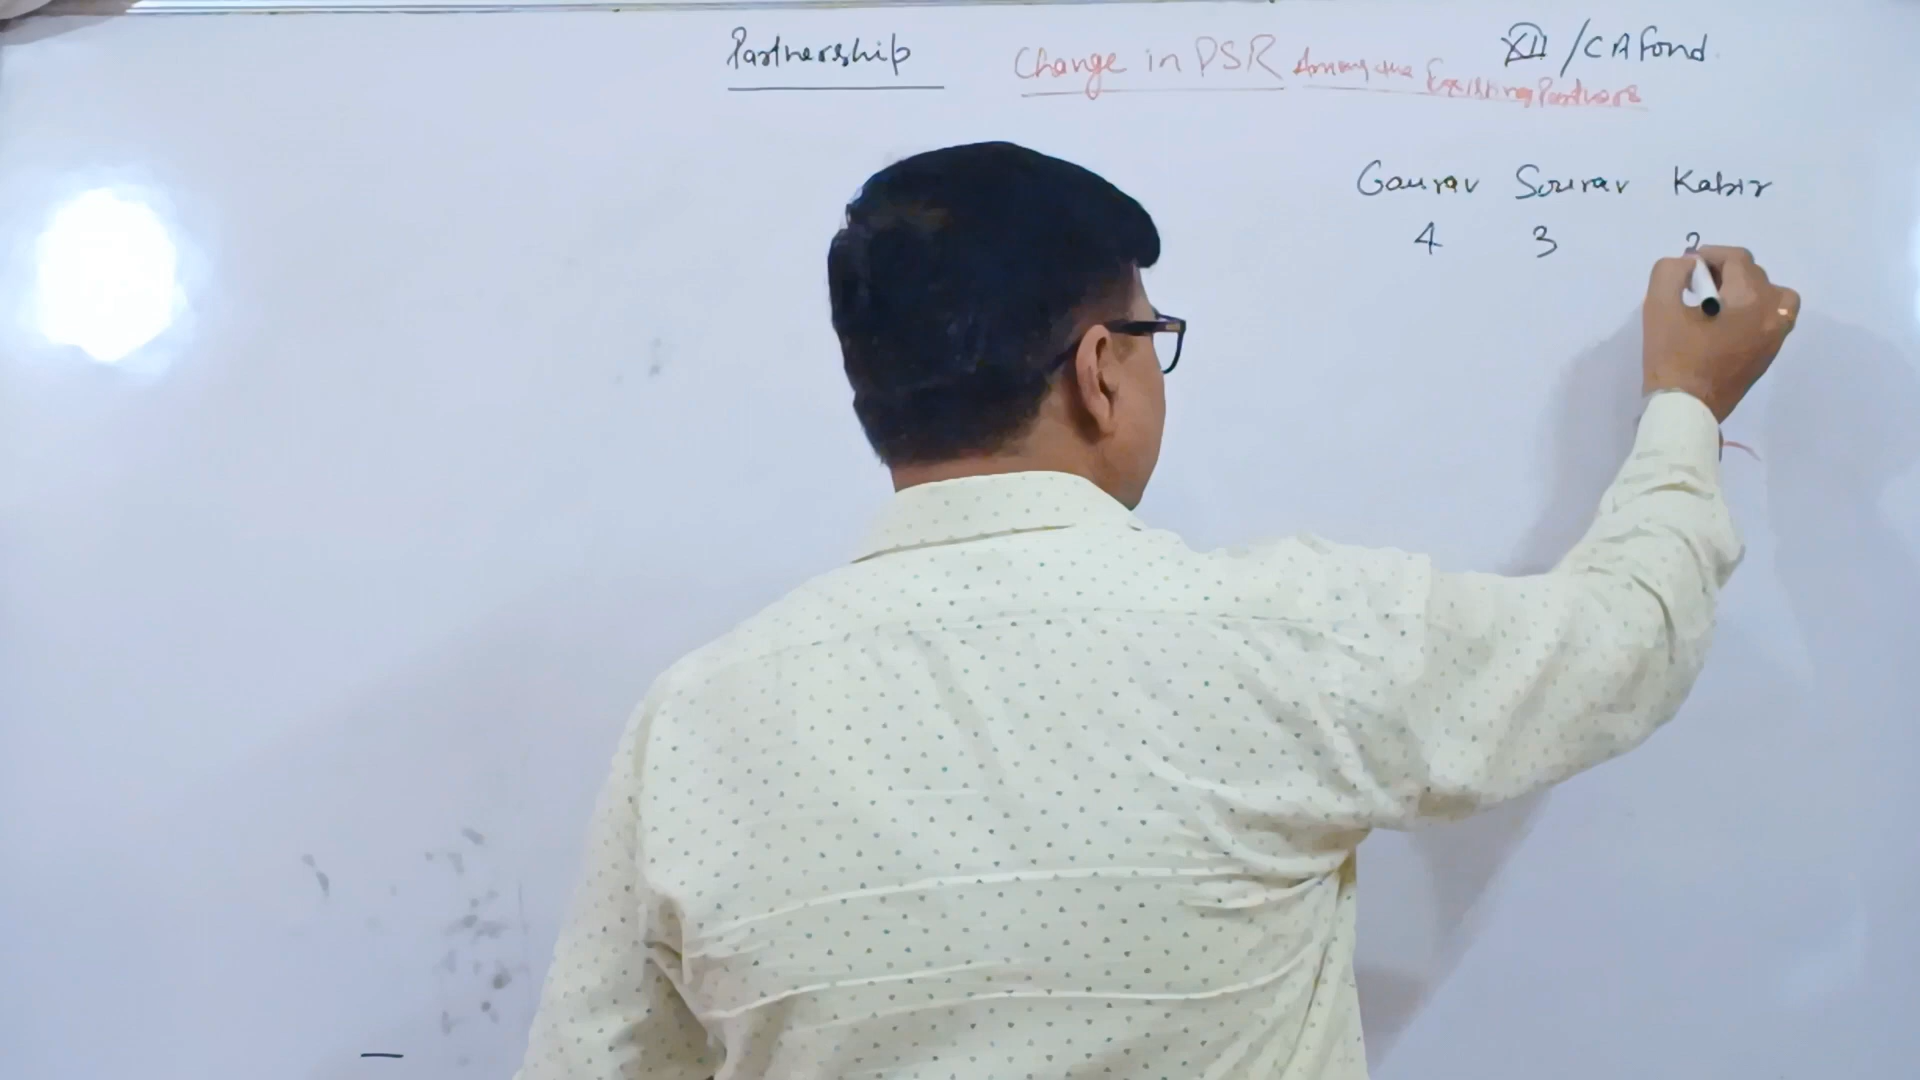 Partnership Change in PSR Among the Existing Partners XII / CA Fond.
Gaurav Sourav Kabir
4 3 2